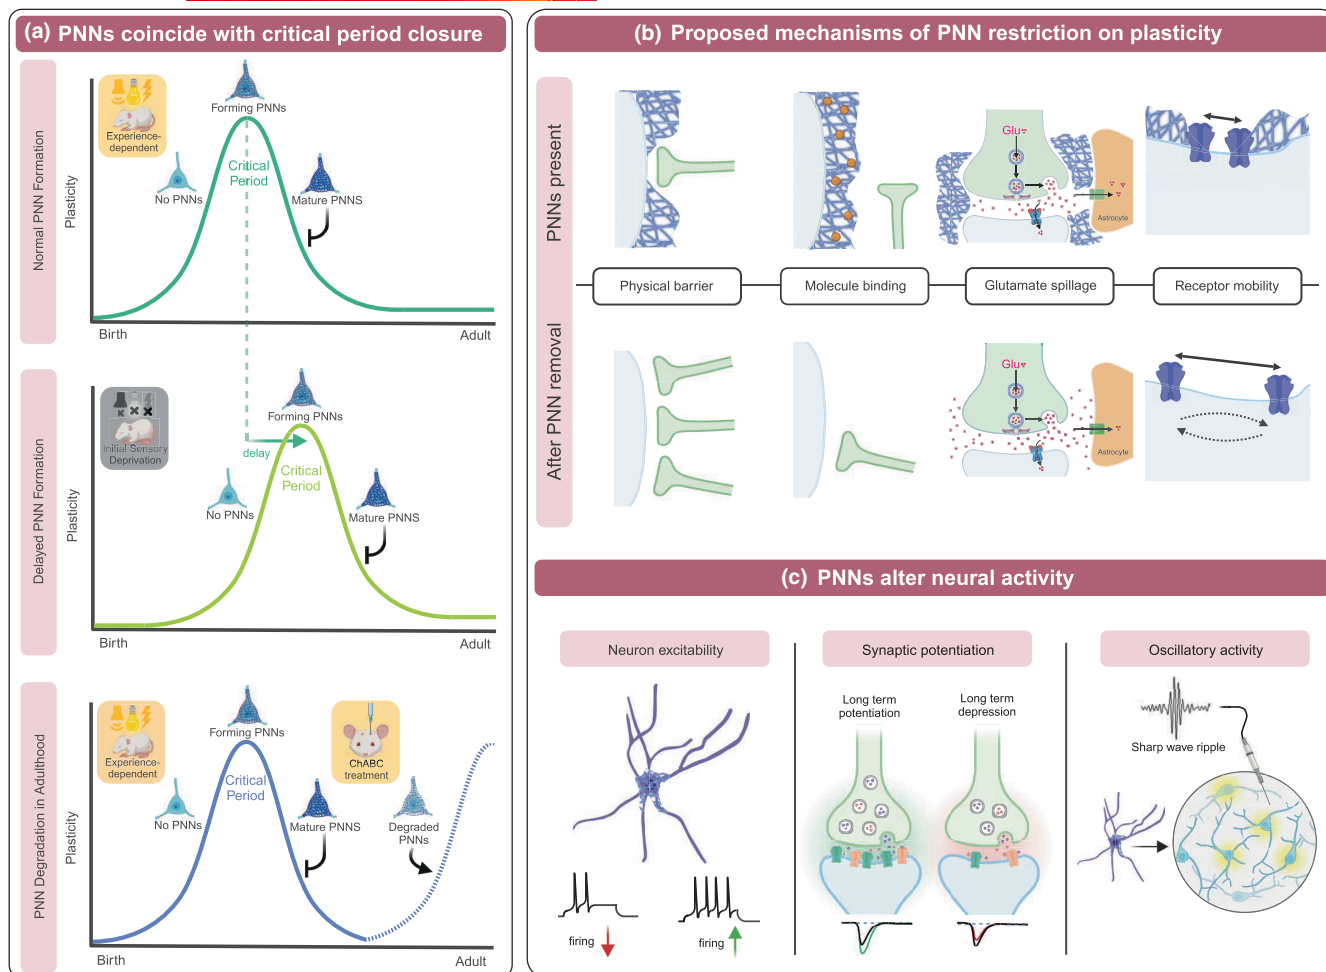 (a) PNNs coincide with critical period closure
Normal PNN Formation
Plasticity
Experience-
dependent
Forming PNNs
Critical
Period
No PNNs
Mature PNNS
Birth
Adult
Delayed PNN Formation
Plasticity
Initial Sensory
Deprivation
Forming PNNs
delay
Critical
Period
No PNNs
Mature PNNS
Birth
Adult
PNN Degradation in Adulthood
Plasticity
Experience-
dependent
Forming PNNs
ChABC
treatment
Critical
Period
No PNNs
Mature PNNS
Degraded
PNNs
Birth
Adult
(b) Proposed mechanisms of PNN restriction on plasticity
PNNs present
Glu
Astrocyte
Physical barrier
Molecule binding
Glutamate spillage
Receptor mobility
After PNN removal
Glu
Astrocyte
(c) PNNs alter neural activity
Neuron excitability
firing
firing
Synaptic potentiation
Long term
potentiation
Long term
depression
Oscillatory activity
Sharp wave ripple